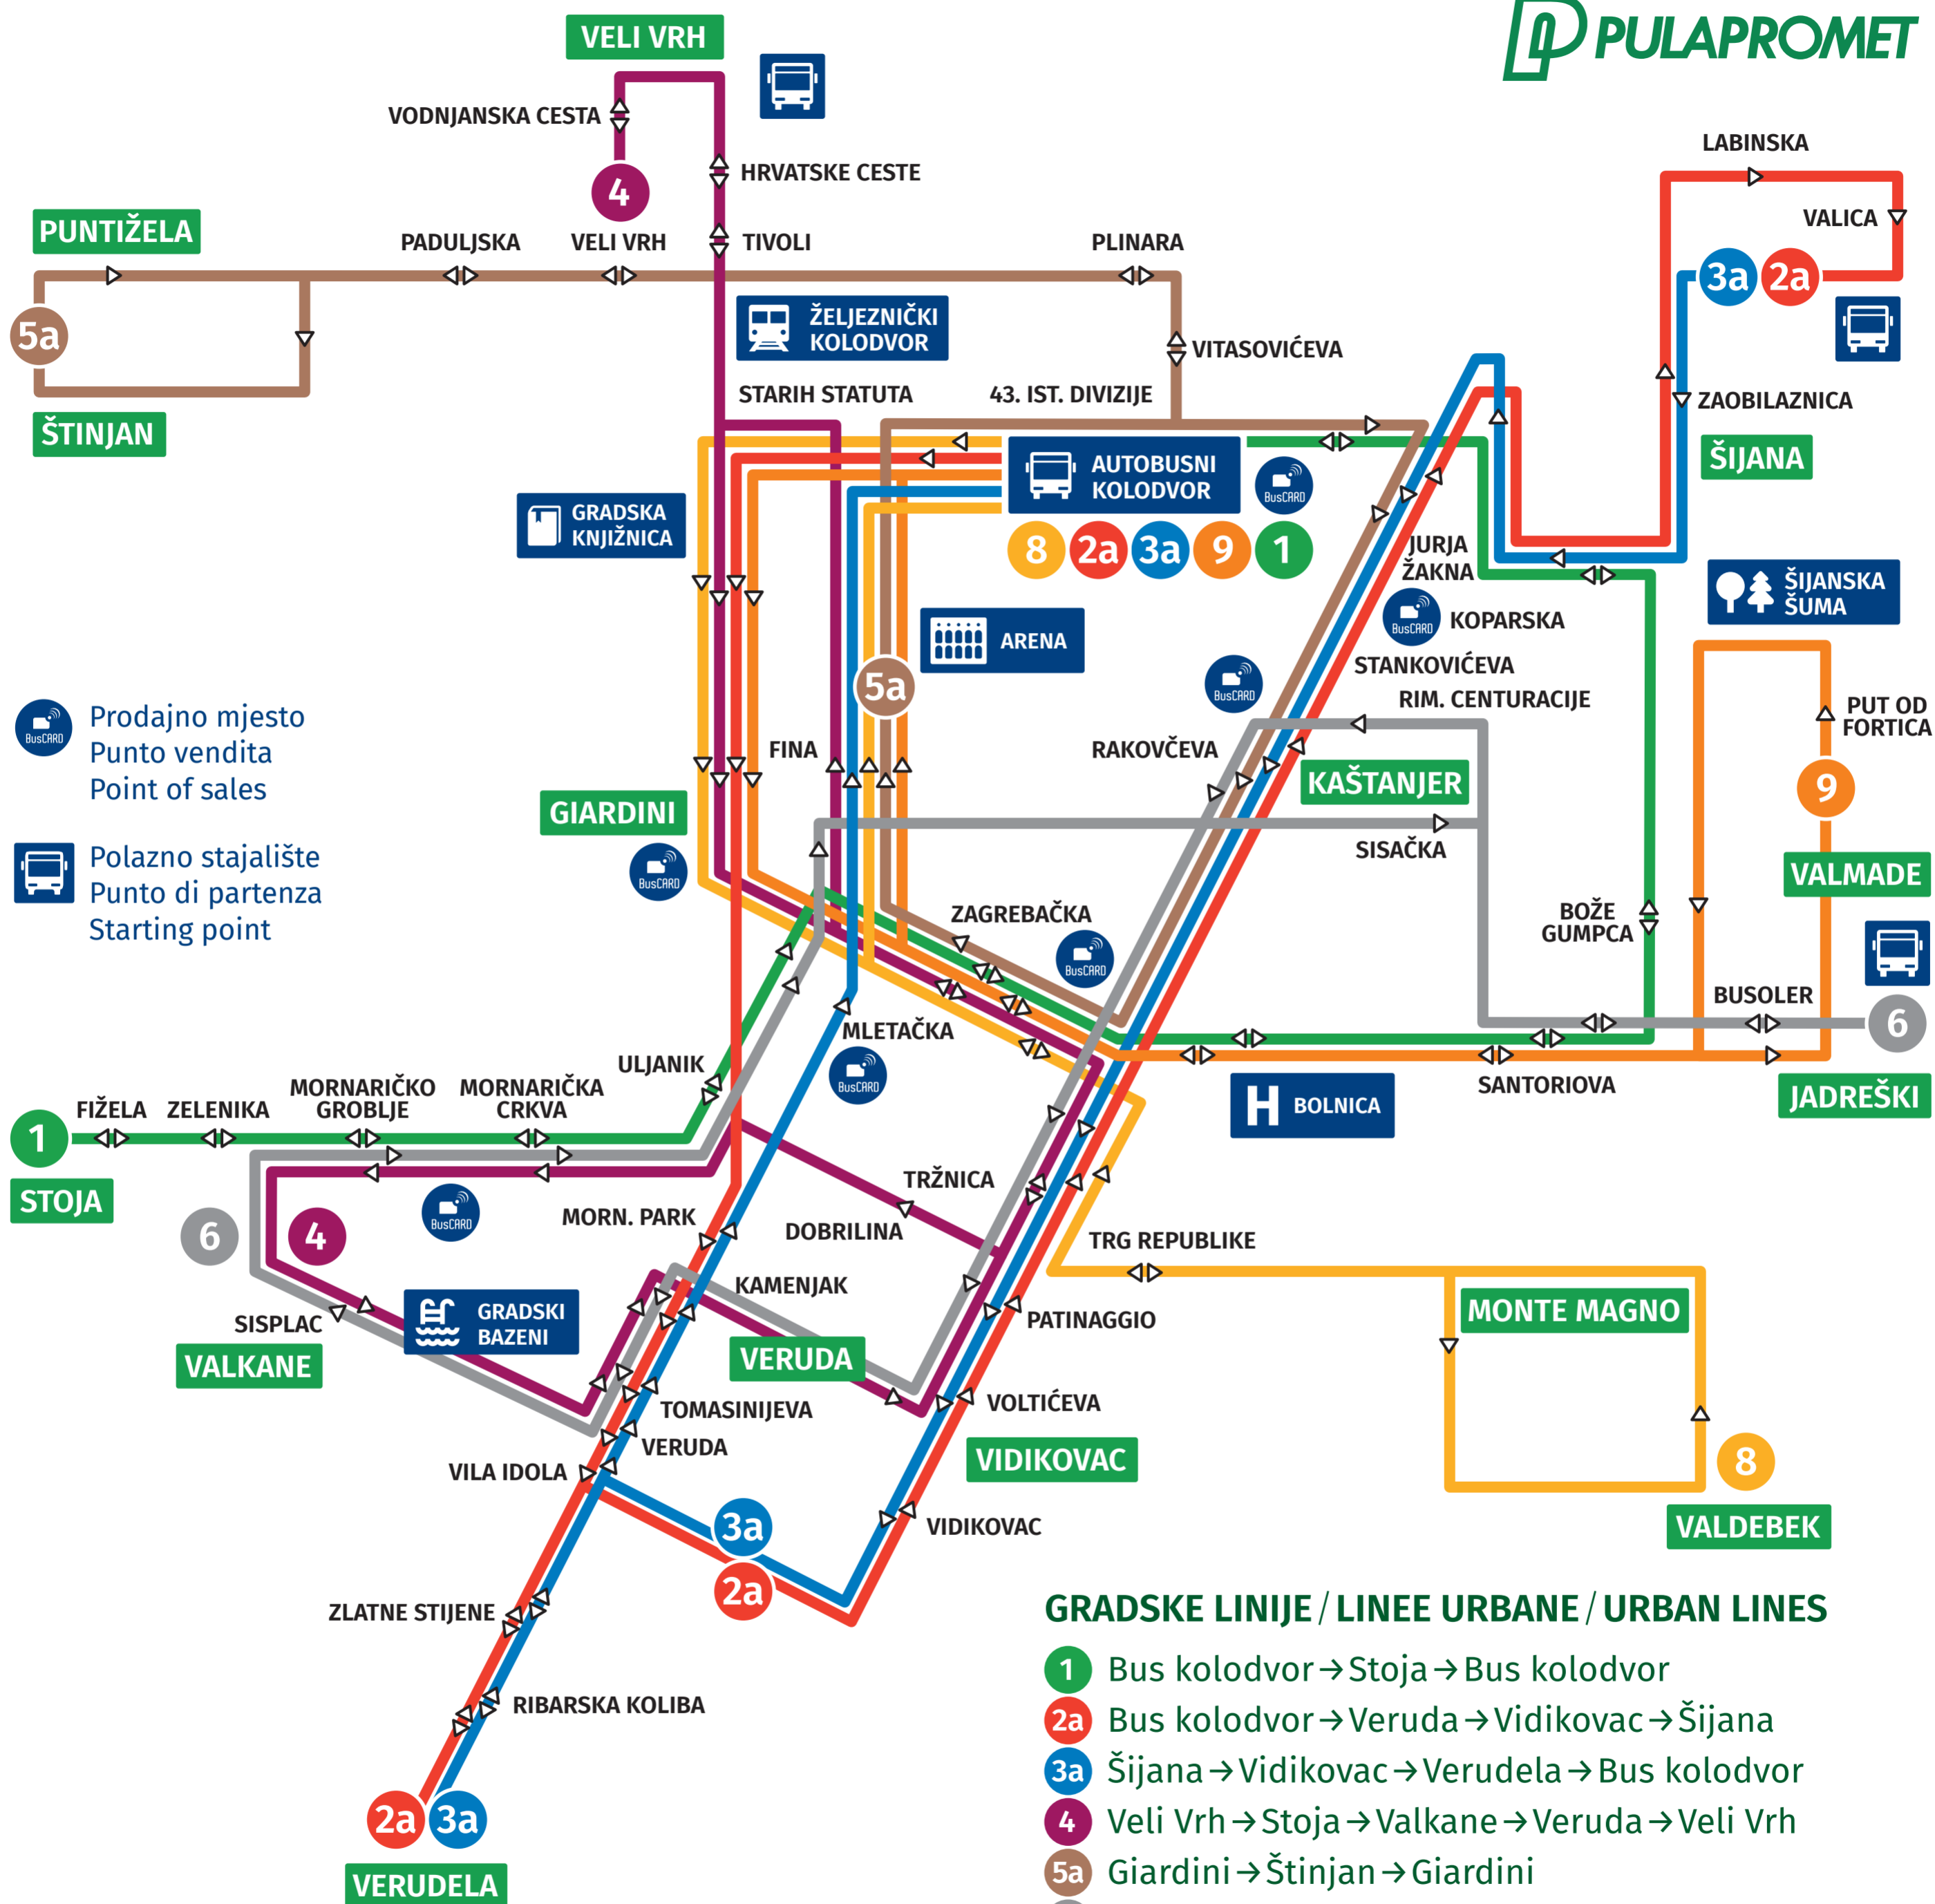 VELI VRH
PULAPROMET
VODNJANSKA CESTA
4
HRVATSKE CESTE
LABINSKA
VALICA
PUNTIŽELA
PADULJSKA
VELI VRH
TIVOLI
PLINARA
3a
2a
5a
ŽELJEZNIČKI
KOLODVOR
VITASOVIĆEVA
STARIH STATUTA
43. IST. DIVIZIJE
ZAOBILAZNICA
ŠTINJAN
ŠIJANA
AUTOBUSNI
KOLODVOR
BusCARD
GRADSKA
KNJIŽNICA
8
2a
3a
9
1
JURJA
ŽAKNA
ŠIJANSKA
ŠUMA
BusCARD
KOPARSKA
ARENA
STANKOVIĆEVA
5a
BusCARD
RIM. CENTURACIJE
BusCARD
Prodajno mjesto
Punto vendita
Point of sales
PUT OD
FORTICA
FINA
RAKOVČEVA
KAŠTANJER
9
GIARDINI
BusCARD
SISAČKA
Polazno stajalište
Punto di partenza
Starting point
VALMADE
ZAGREBAČKA
BusCARD
BOŽE
GUMPCA
BUSOLER
6
MLETAČKA
BusCARD
ULJANIK
1
FIŽELA
ZELENIKA
MORNARIČKO
GROBLJE
MORNARIČKA
CRKVA
H
BOLNICA
SANTORIOVA
JADREŠKI
STOJA
6
4
BusCARD
TRŽNICA
MORN. PARK
DOBRILINA
TRG REPUBLIKE
KAMENJAK
SISPLAC
GRADSKI
BAZENI
PATINAGGIO
MONTE MAGNO
VALKANE
VERUDA
TOMASINIJEVA
VOLTIĆEVA
VERUDA
VIDIKOVAC
VILA IDOLA
8
3a
VIDIKOVAC
VALDEBEK
2a
ZLATNE STIJENE
RIBARSKA KOLIBA
2a
3a
VERUDELA
GRADSKE LINIJE / LINEE URBANE / URBAN LINES
1 Bus kolodvor→Stoja→Bus kolodvor
2a Bus kolodvor→Veruda→Vidikovac→Šijana
3a Šijana→Vidikovac→Verudela→Bus kolodvor
4 Veli Vrh→Stoja→Valkane→Veruda→Veli Vrh
5a Giardini→Štinjan→Giardini